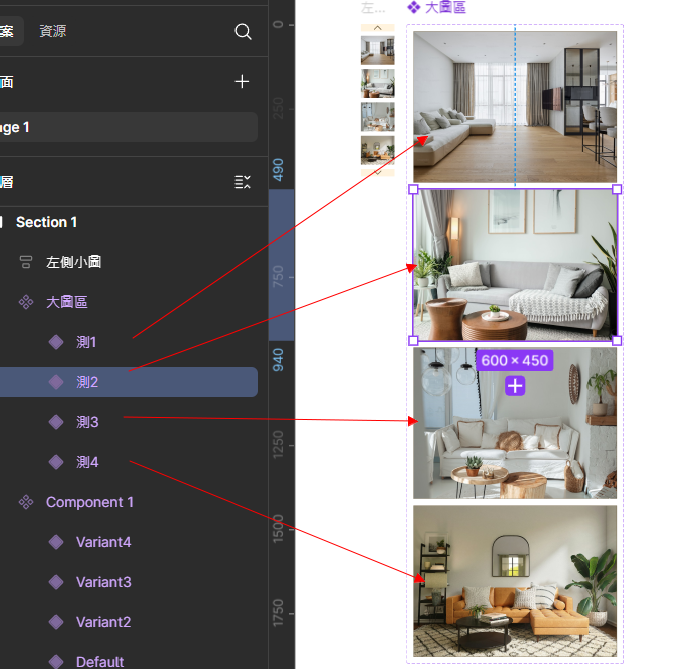 案 資源
面
age 1
層
Section 1
左側小圖
大圖區
測1
測2
測3
測4
Component 1
Variant4
Variant3
Variant2
Default
0
250
490
750
940
1250
1500
1750
左...
大圖區
600 × 450